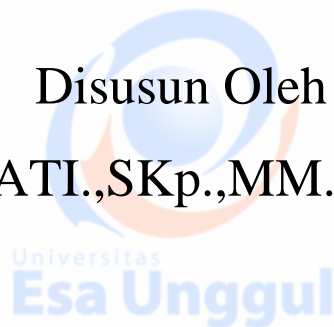 Disusun Oleh
ATI.,SKp.,MM.
Universitas
Esa Unggul